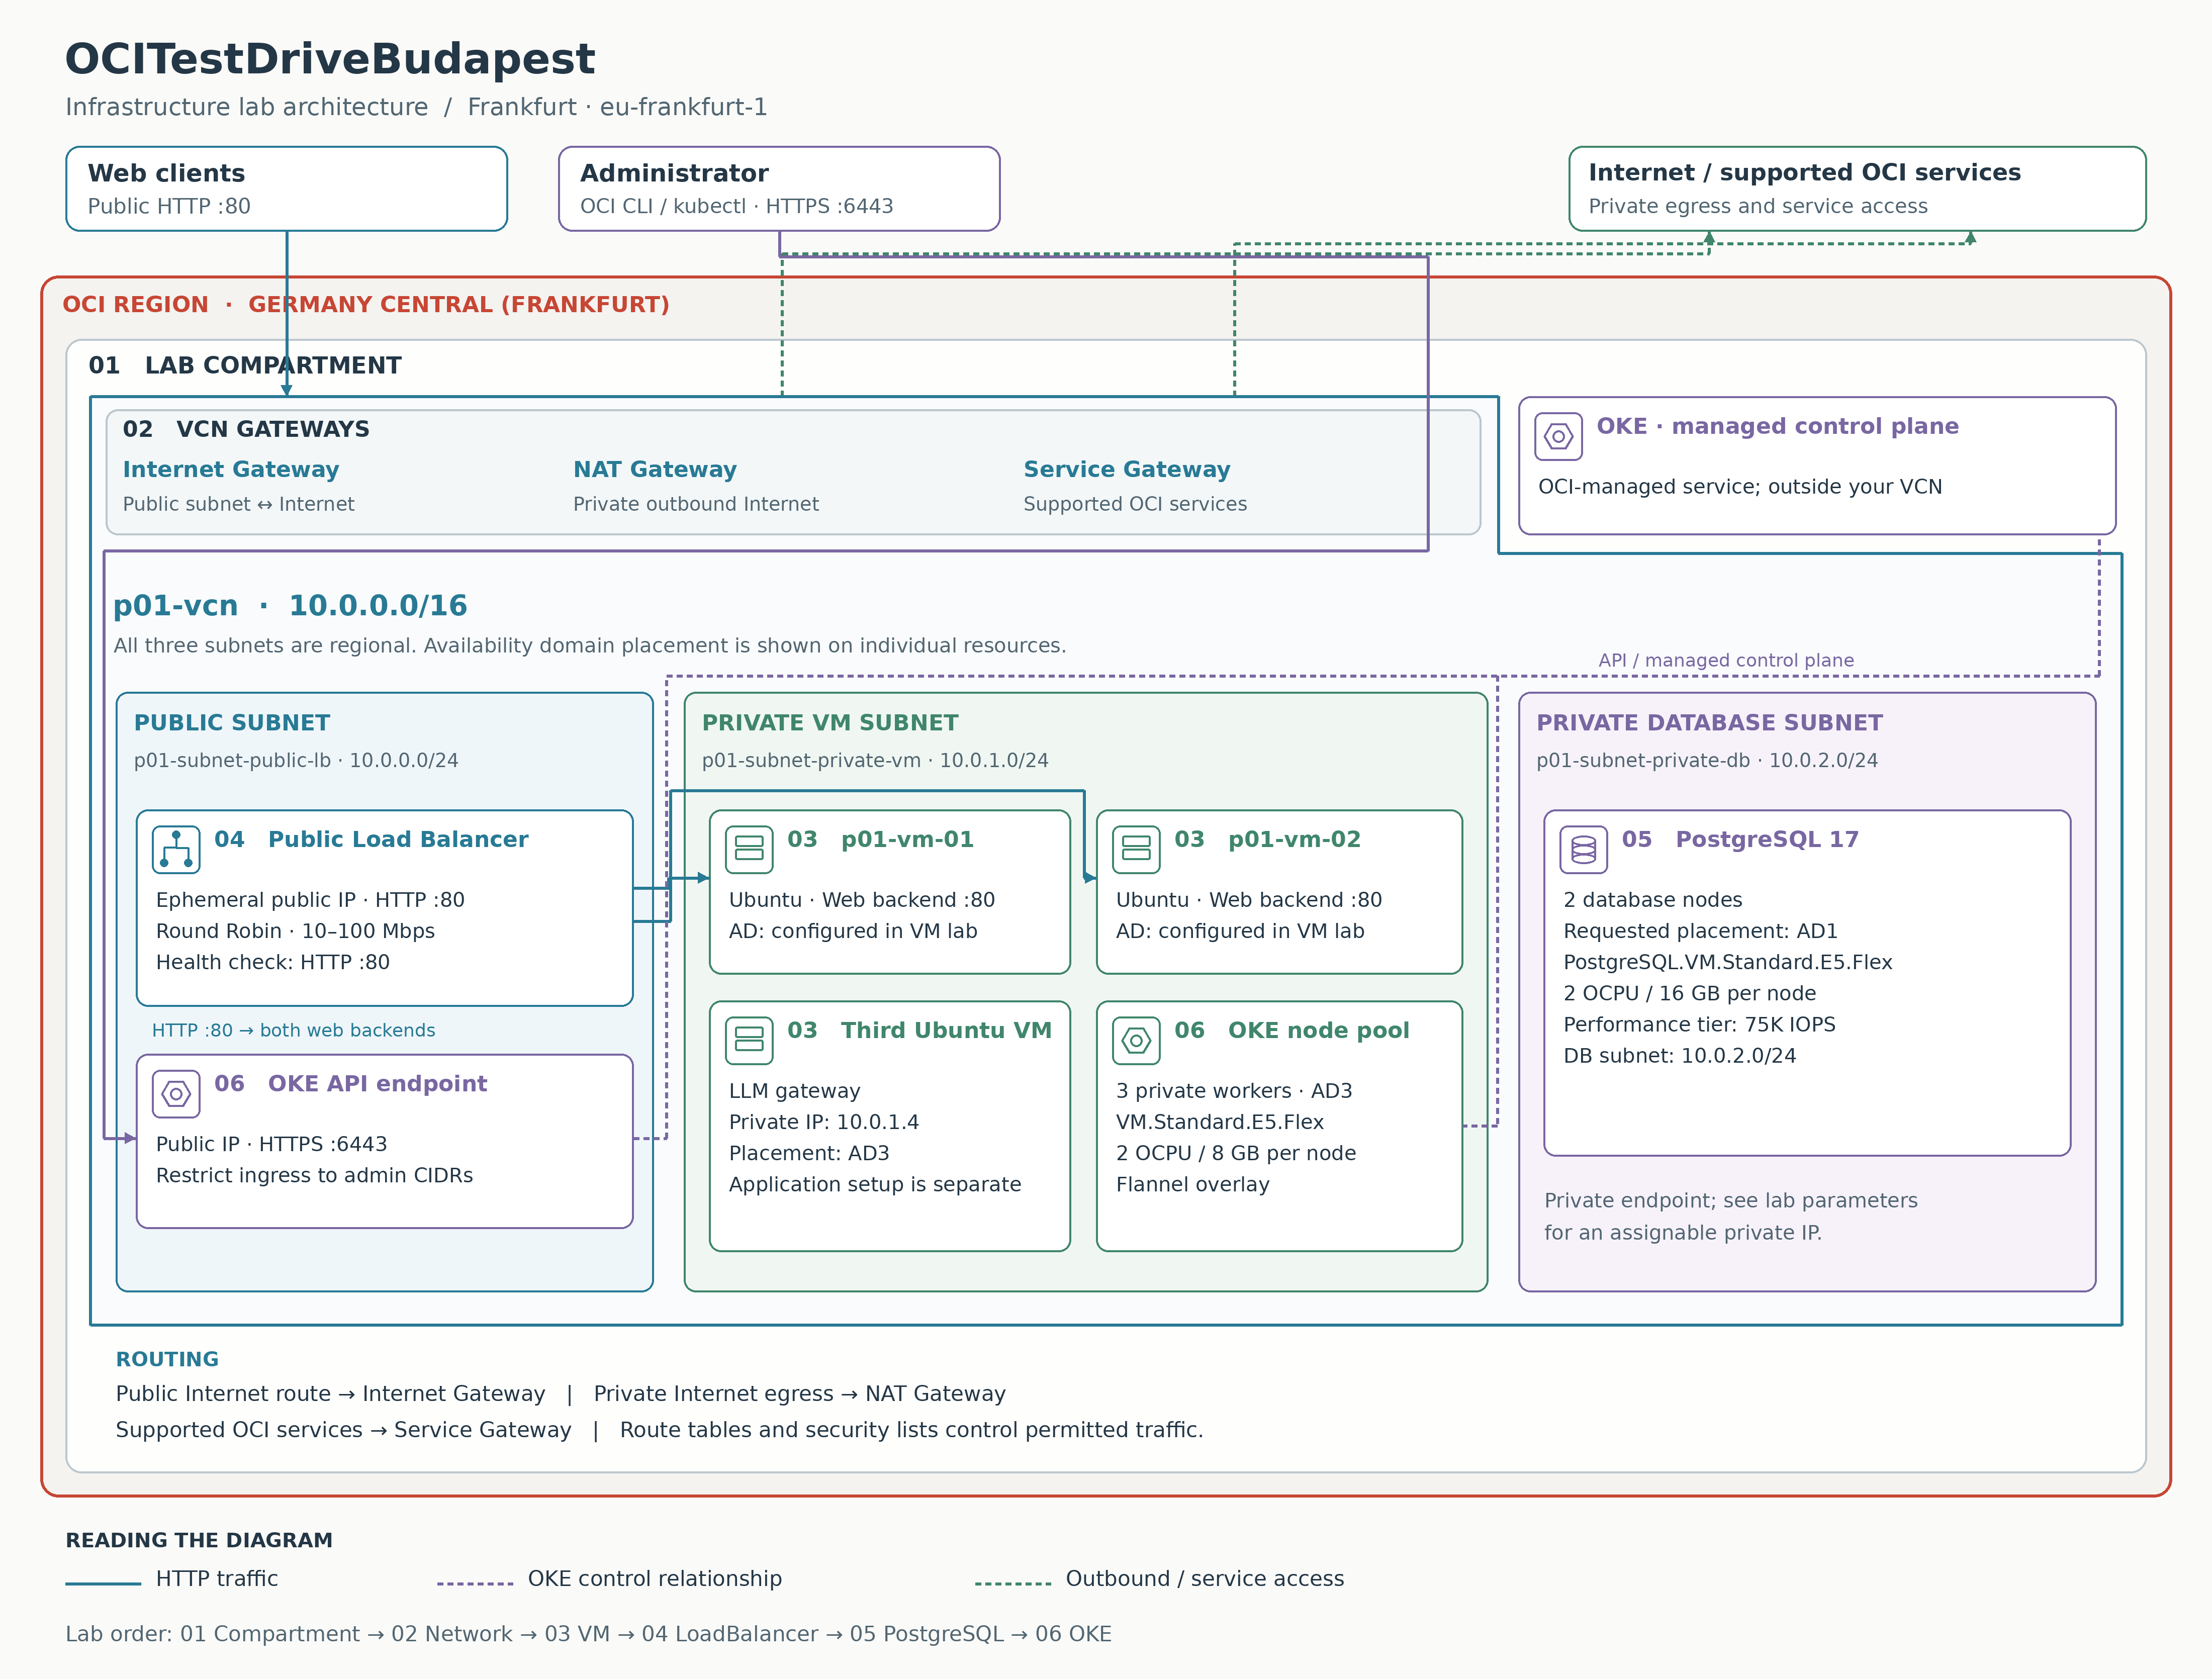 OCITestDriveBudapest
Infrastructure lab architecture / Frankfurt · eu-frankfurt-1
Web clients
Public HTTP :80
Administrator
OCI CLI / kubectl · HTTPS :6443
Internet / supported OCI services
Private egress and service access
OCI REGION · GERMANY CENTRAL (FRANKFURT)
01 LAB COMPARTMENT
02 VCN GATEWAYS
Internet Gateway
Public subnet ↔ Internet
NAT Gateway
Private outbound Internet
Service Gateway
Supported OCI services
OKE · managed control plane
OCI-managed service; outside your VCN
p01-vcn · 10.0.0.0/16
All three subnets are regional. Availability domain placement is shown on individual resources.
API / managed control plane
PUBLIC SUBNET
p01-subnet-public-lb · 10.0.0.0/24
04 Public Load Balancer
Ephemeral public IP · HTTP :80
Round Robin · 10–100 Mbps
Health check: HTTP :80
HTTP :80 → both web backends
06 OKE API endpoint
Public IP · HTTPS :6443
Restrict ingress to admin CIDRs
PRIVATE VM SUBNET
p01-subnet-private-vm · 10.0.1.0/24
03 p01-vm-01
Ubuntu · Web backend :80
AD: configured in VM lab
03 p01-vm-02
Ubuntu · Web backend :80
AD: configured in VM lab
03 Third Ubuntu VM
LLM gateway
Private IP: 10.0.1.4
Placement: AD3
Application setup is separate
06 OKE node pool
3 private workers · AD3
VM.Standard.E5.Flex
2 OCPU / 8 GB per node
Flannel overlay
PRIVATE DATABASE SUBNET
p01-subnet-private-db · 10.0.2.0/24
05 PostgreSQL 17
2 database nodes
Requested placement: AD1
PostgreSQL.VM.Standard.E5.Flex
2 OCPU / 16 GB per node
Performance tier: 75K IOPS
DB subnet: 10.0.2.0/24
Private endpoint; see lab parameters
for an assignable private IP.
ROUTING
Public Internet route → Internet Gateway | Private Internet egress → NAT Gateway
Supported OCI services → Service Gateway | Route tables and security lists control permitted traffic.
READING THE DIAGRAM
HTTP traffic
OKE control relationship
Outbound / service access
Lab order: 01 Compartment → 02 Network → 03 VM → 04 LoadBalancer → 05 PostgreSQL → 06 OKE